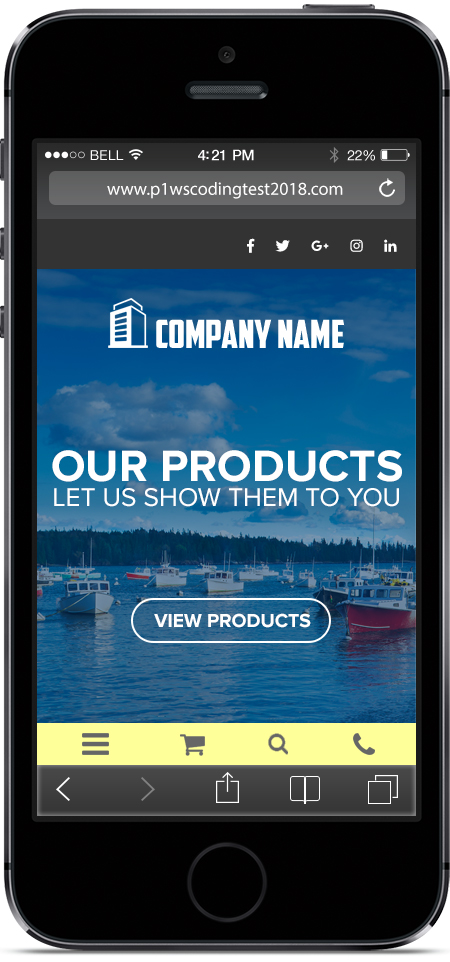 BELL 4:21 PM 22%
www.p1wscodingtest2018.com
f G+ in
COMPANY NAME
OUR PRODUCTS
LET US SHOW THEM TO YOU
VIEW PRODUCTS